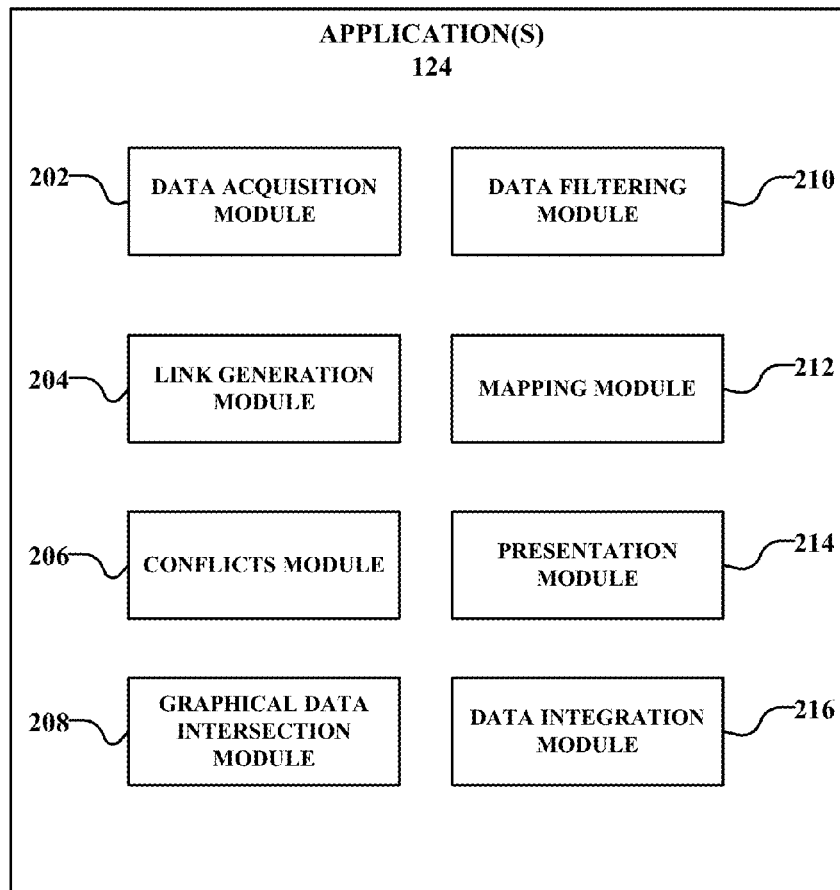 APPLICATION(S)
124
202
DATA ACQUISITION
MODULE
DATA FILTERING
MODULE
210
204
LINK GENERATION
MODULE
MAPPING MODULE
212
206
CONFLICTS MODULE
PRESENTATION
MODULE
214
208
GRAPHICAL DATA
INTERSECTION
MODULE
DATA INTEGRATION
MODULE
216